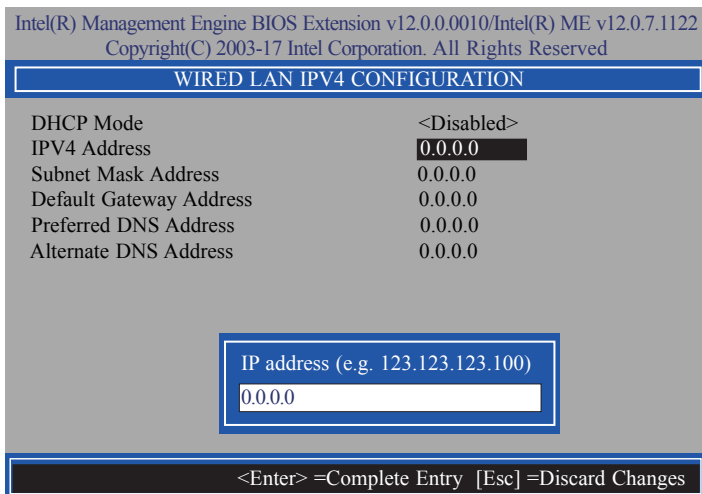 Intel(R) Management Engine BIOS Extension v12.0.0.0010/Intel(R) ME v12.0.7.1122
Copyright(C) 2003-17 Intel Corporation. All Rights Reserved
WIRED LAN IPV4 CONFIGURATION
DHCP Mode <Disabled>
IPV4 Address 0.0.0.0
Subnet Mask Address 0.0.0.0
Default Gateway Address 0.0.0.0
Preferred DNS Address 0.0.0.0
Alternate DNS Address 0.0.0.0
IP address (e.g. 123.123.123.100)
0.0.0.0
<Enter> =Complete Entry [Esc] =Discard Changes